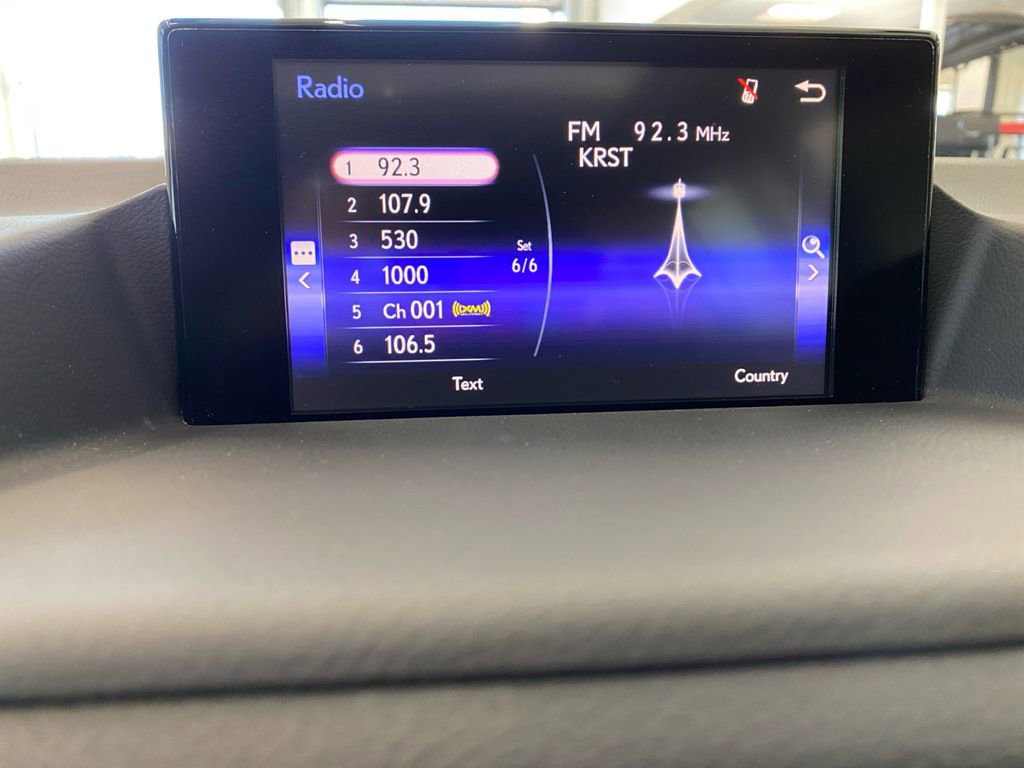 Radio
FM 92.3 MHz
KRST
1 92.3
2 107.9
3 530
4 1000
5 Ch 001 ((XM))
6 106.5
Set
6/6
Text
Country